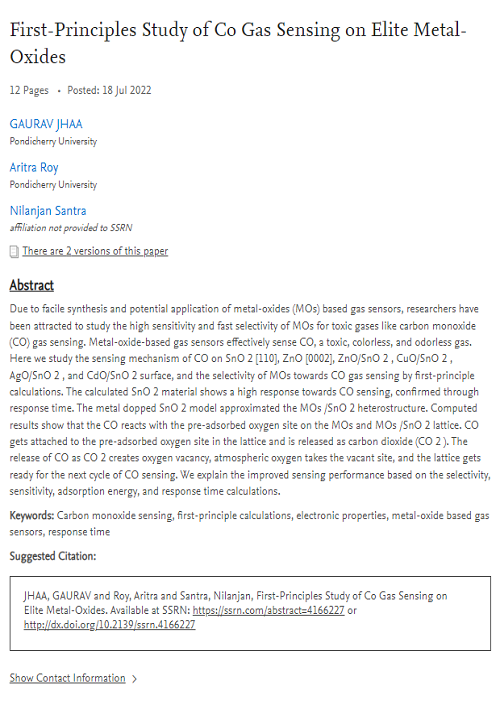 First-Principles Study of Co Gas Sensing on Elite Metal-
Oxides
12 Pages • Posted: 18 Jul 2022
GAURAV JHAA
Pondicherry University
Aritra Roy
Pondicherry University
Nilanjan Santra
affiliation not provided to SSRN
There are 2 versions of this paper
Abstract
Due to facile synthesis and potential application of metal-oxides (MOs) based gas sensors, researchers have
been attracted to study the high sensitivity and fast selectivity of MOs for toxic gases like carbon monoxide
(CO) gas sensing. Metal-oxide-based gas sensors effectively sense CO, a toxic, colorless, and odorless gas.
Here we study the sensing mechanism of CO on SnO 2 [110], ZnO [0002], ZnO/SnO 2 , CuO/SnO 2 ,
AgO/SnO 2 , and CdO/SnO 2 surface, and the selectivity of MOs towards CO gas sensing by first-principle
calculations. The calculated SnO 2 material shows a high response towards CO sensing, confirmed through
response time. The metal dopped SnO 2 model approximated the MOs /SnO 2 heterostructure. Computed
results show that the CO reacts with the pre-adsorbed oxygen site on the MOs and MOs /SnO 2 lattice. CO
gets attached to the pre-adsorbed oxygen site in the lattice and is released as carbon dioxide (CO 2 ). The
release of CO as CO 2 creates oxygen vacancy, atmospheric oxygen takes the vacant site, and the lattice gets
ready for the next cycle of CO sensing. We explain the improved sensing performance based on the selectivity,
sensitivity, adsorption energy, and response time calculations.
Keywords: Carbon monoxide sensing, first-principle calculations, electronic properties, metal-oxide based gas
sensors, response time
Suggested Citation:
JHAA, GAURAV and Roy, Aritra and Santra, Nilanjan, First-Principles Study of Co Gas Sensing on
Elite Metal-Oxides. Available at SSRN: https://ssrn.com/abstract=4166227 or
http://dx.doi.org/10.2139/ssrn.4166227
Show Contact Information >